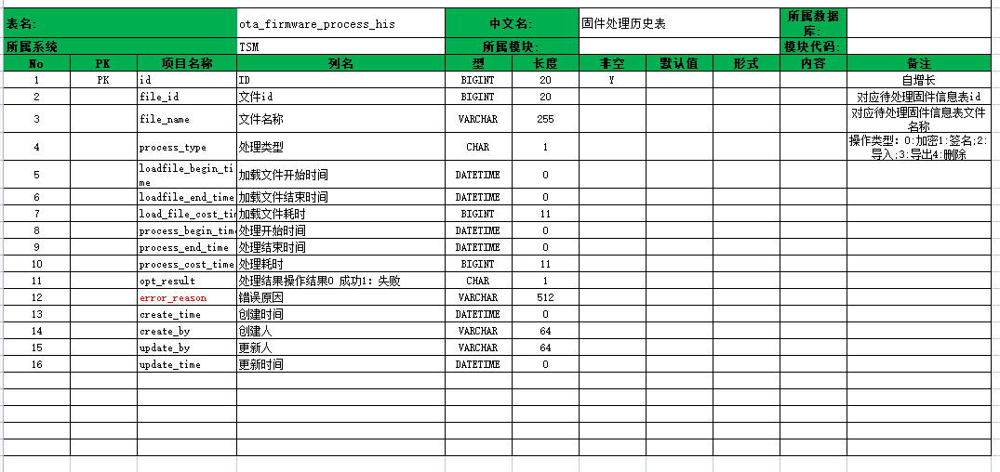 表名: ota_firmware_process_his 中文名: 固件处理历史表 所属数据
库:
所属系统 TSM 所属模块: 模块代码:
No PK 项目名称 列名 型 长度 非空 默认值 形式 内容 备注
1 PK id ID BIGINT 20 Y 自增长
2 file_id 文件id BIGINT 20 对应待处理固件信息表id
3 file_name 文件名称 VARCHAR 255 对应待处理固件信息表文件
名称
4 process_type 处理类型 CHAR 1 操作类型: 0:加密1:签名;2:
导入;3:导出4:删除
5 loadfile_begin_ti
me 加载文件开始时间 DATETIME 0
6 loadfile_end_time 加载文件结束时间 DATETIME 0
7 load_file_cost_ti 加载文件耗时 BIGINT 11
8 process_begin_time 处理开始时间 DATETIME 0
9 process_end_time 处理结束时间 DATETIME 0
10 process_cost_time 处理耗时 BIGINT 11
11 opt_result 处理结果操作结果0 成功1: 失败 CHAR 1
12 error_reason 错误原因 VARCHAR 512
13 create_time 创建时间 DATETIME 0
14 create_by 创建人 VARCHAR 64
15 update_by 更新人 VARCHAR 64
16 update_time 更新时间 DATETIME 0